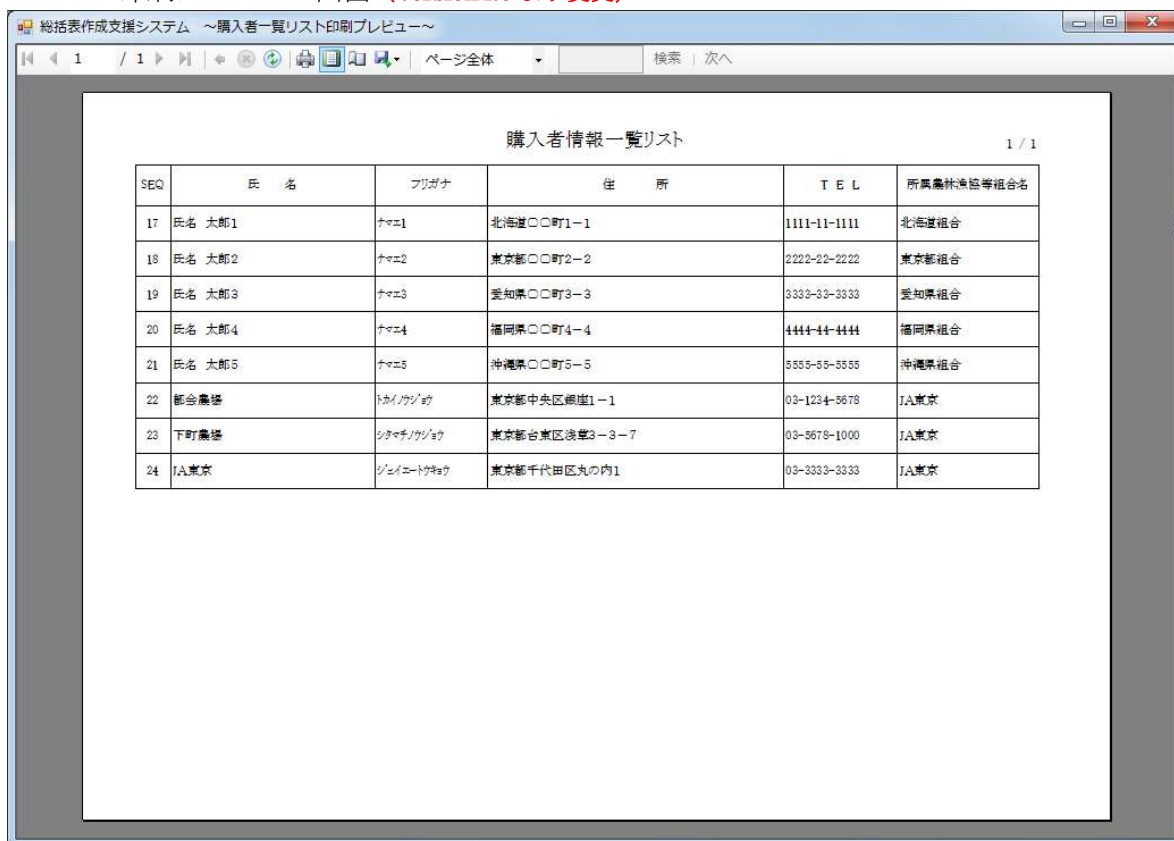 総括表作成支援システム ～購入者一覧リスト印刷プレビュー～
1 / 1 ページ全体 検索 次へ
購入者情報一覧リスト
1 / 1
SEQ 氏 名 フリガナ 住 所 T E L 所属農林漁協等組合名
17 氏名 太郎1 ﾅﾏｴ1 北海道○○町1－1 1111-11-1111 北海道組合
18 氏名 太郎2 ﾅﾏｴ2 東京都○○町2－2 2222-22-2222 東京都組合
19 氏名 太郎3 ﾅﾏｴ3 愛知県○○町3－3 3333-33-3333 愛知県組合
20 氏名 太郎4 ﾅﾏｴ4 福岡県○○町4－4 4444-44-4444 福岡県組合
21 氏名 太郎5 ﾅﾏｴ5 沖縄県○○町5－5 5555-55-5555 沖縄県組合
22 都会農場 ﾄｶｲﾉｳｼﾞｮｳ 東京都中央区銀座1－1 03-1234-5678 JA東京
23 下町農場 ｼﾀﾏﾁﾉｳｼﾞｮｳ 東京都台東区浅草3－3－7 03-5678-1000 JA東京
24 JA東京 ｼﾞｪｲｴｰﾄｳｷｮｳ 東京都千代田区丸の内1 03-3333-3333 JA東京